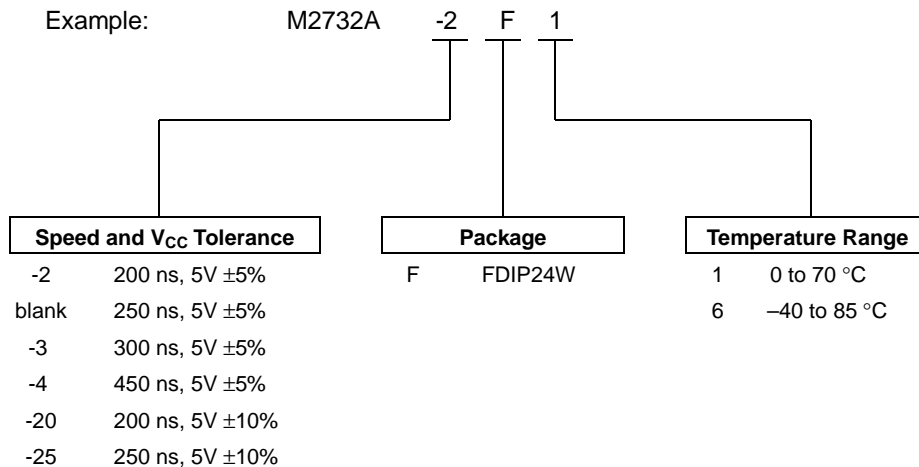 Example: M2732A -2 F 1
Speed and VCC Tolerance
-2 200 ns, 5V ±5%
blank 250 ns, 5V ±5%
-3 300 ns, 5V ±5%
-4 450 ns, 5V ±5%
-20 200 ns, 5V ±10%
-25 250 ns, 5V ±10%
Package
F FDIP24W
Temperature Range
1 0 to 70 °C
6 –40 to 85 °C